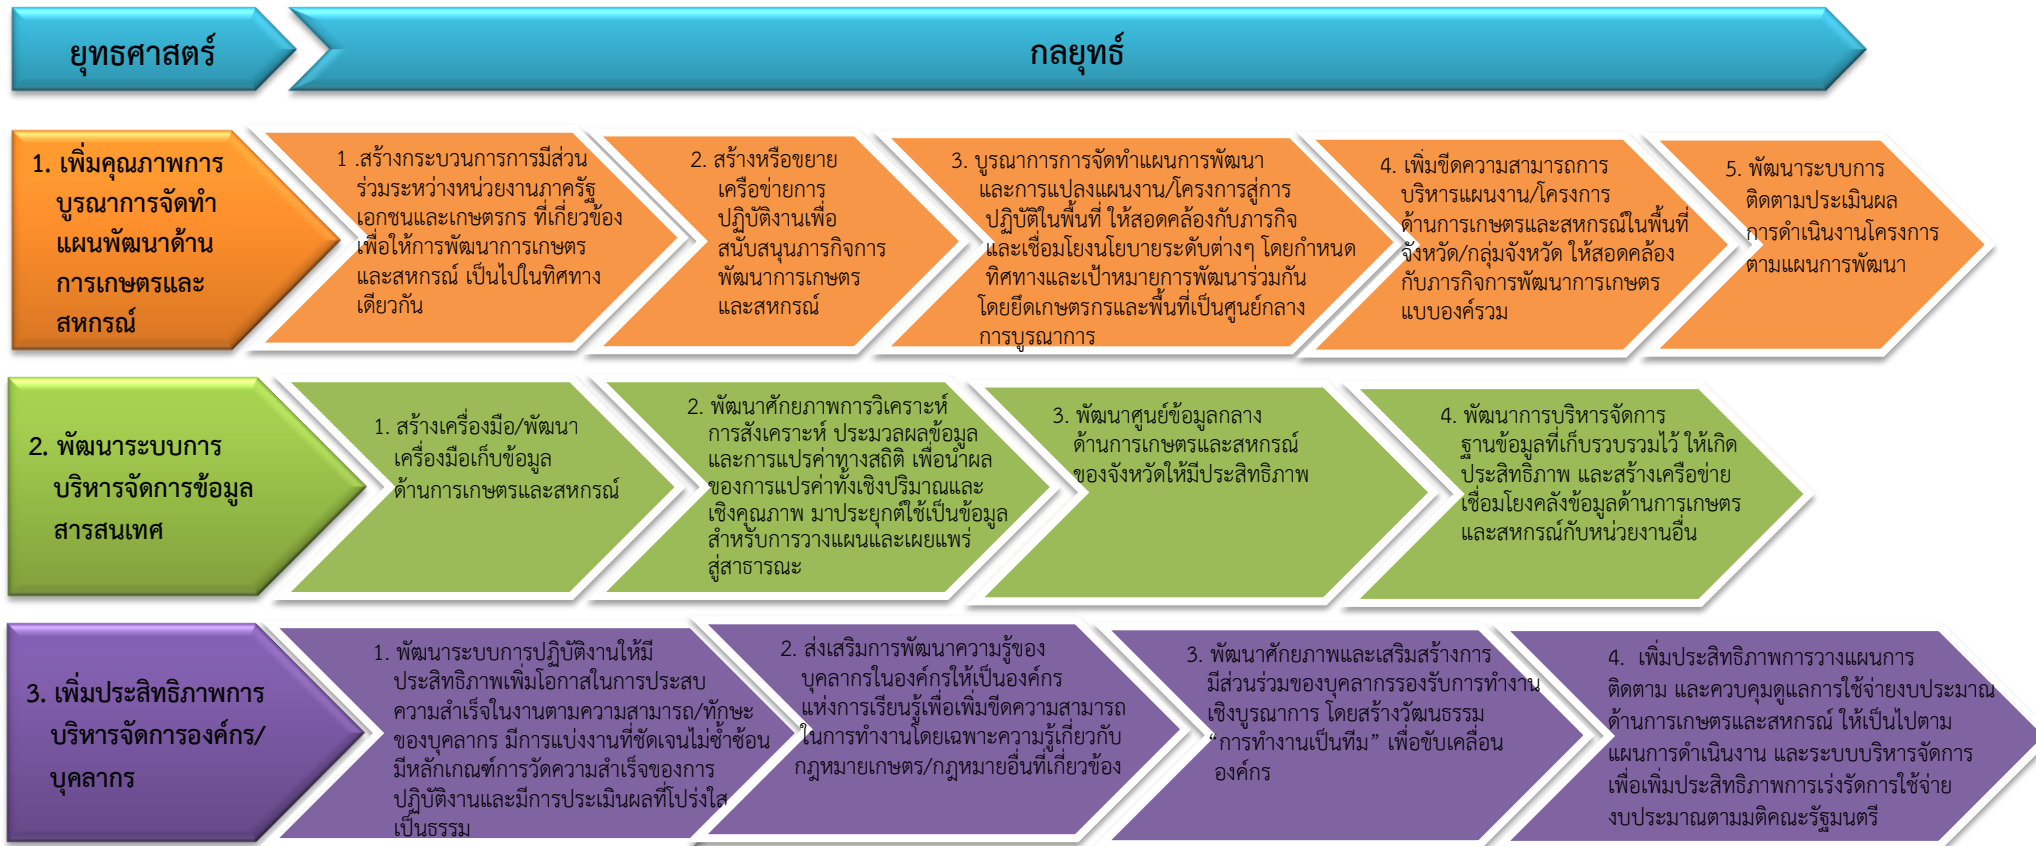 ยุทธศาสตร์
กลยุทธ์
1. เพิ่มคุณภาพการ
บูรณาการจัดทำ
แผนพัฒนาด้าน
การเกษตรและ
สหกรณ์
1 .สร้างกระบวนการการมีส่วน
ร่วมระหว่างหน่วยงานภาครัฐ
เอกชนและเกษตรกร ที่เกี่ยวข้อง
เพื่อให้การพัฒนาการเกษตร
และสหกรณ์ เป็นไปในทิศทาง
เดียวกัน
2. สร้างหรือขยาย
เครือข่ายการ
ปฏิบัติงานเพื่อ
สนับสนุนภารกิจการ
พัฒนาการเกษตร
และสหกรณ์
3. บูรณาการการจัดทำแผนการพัฒนา
และการแปลงแผนงาน/โครงการสู่การ
ปฏิบัติในพื้นที่ ให้สอดคล้องกับภารกิจ
และเชื่อมโยงนโยบายระดับต่างๆ โดยกำหนด
ทิศทางและเป้าหมายการพัฒนาร่วมกัน
โดยยึดเกษตรกรและพื้นที่เป็นศูนย์กลาง
การบูรณาการ
4. เพิ่มขีดความสามารถการ
บริหารแผนงาน/โครงการ
ด้านการเกษตรและสหกรณ์ในพื้นที่
จังหวัด/กลุ่มจังหวัด ให้สอดคล้อง
กับภารกิจการพัฒนาการเกษตร
แบบองค์รวม
5. พัฒนาระบบการ
ติดตามประเมินผล
การดำเนินงานโครงการ
ตามแผนการพัฒนา
2. พัฒนาระบบการ
บริหารจัดการข้อมูล
สารสนเทศ
1. สร้างเครื่องมือ/พัฒนา
เครื่องมือเก็บข้อมูล
ด้านการเกษตรและสหกรณ์
2. พัฒนาศักยภาพการวิเคราะห์
การสังเคราะห์ ประมวลผลข้อมูล
และการแปรค่าทางสถิติ เพื่อนำผล
ของการแปรค่าทั้งเชิงปริมาณและ
เชิงคุณภาพ มาประยุกต์ใช้เป็นข้อมูล
สำหรับการวางแผนและเผยแพร่
สู่สาธารณะ
3. พัฒนาศูนย์ข้อมูลกลาง
ด้านการเกษตรและสหกรณ์
ของจังหวัดให้มีประสิทธิภาพ
4. พัฒนาการบริหารจัดการ
ฐานข้อมูลที่เก็บรวบรวมไว้ ให้เกิด
ประสิทธิภาพ และสร้างเครือข่าย
เชื่อมโยงคลังข้อมูลด้านการเกษตร
และสหกรณ์กับหน่วยงานอื่น
3. เพิ่มประสิทธิภาพการ
บริหารจัดการองค์กร/
บุคลากร
1. พัฒนาระบบการปฏิบัติงานให้มี
ประสิทธิภาพเพิ่มโอกาสในการประสบ
ความสำเร็จในงานตามความสามารถ/ทักษะ
ของบุคลากร มีการแบ่งงานที่ชัดเจนไม่ซ้ำซ้อน
มีหลักเกณฑ์การวัดความสำเร็จของการ
ปฏิบัติงานและมีการประเมินผลที่โปร่งใส
เป็นธรรม
2. ส่งเสริมการพัฒนาความรู้ของ
บุคลากรในองค์กรให้เป็นองค์กร
แห่งการเรียนรู้เพื่อเพิ่มขีดความสามารถ
ในการทำงานโดยเฉพาะความรู้เกี่ยวกับ
กฎหมายเกษตร/กฎหมายอื่นที่เกี่ยวข้อง
3. พัฒนาศักยภาพและเสริมสร้างการ
มีส่วนร่วมของบุคลากรรองรับการทำงาน
เชิงบูรณาการ โดยสร้างวัฒนธรรม
“การทำงานเป็นทีม” เพื่อขับเคลื่อน
องค์กร
4. เพิ่มประสิทธิภาพการวางแผนการ
ติดตาม และควบคุมดูแลการใช้จ่ายงบประมาณ
ด้านการเกษตรและสหกรณ์ ให้เป็นไปตาม
แผนการดำเนินงาน และระบบบริหารจัดการ
เพื่อเพิ่มประสิทธิภาพการเร่งรัดการใช้จ่าย
งบประมาณตามมติคณะรัฐมนตรี